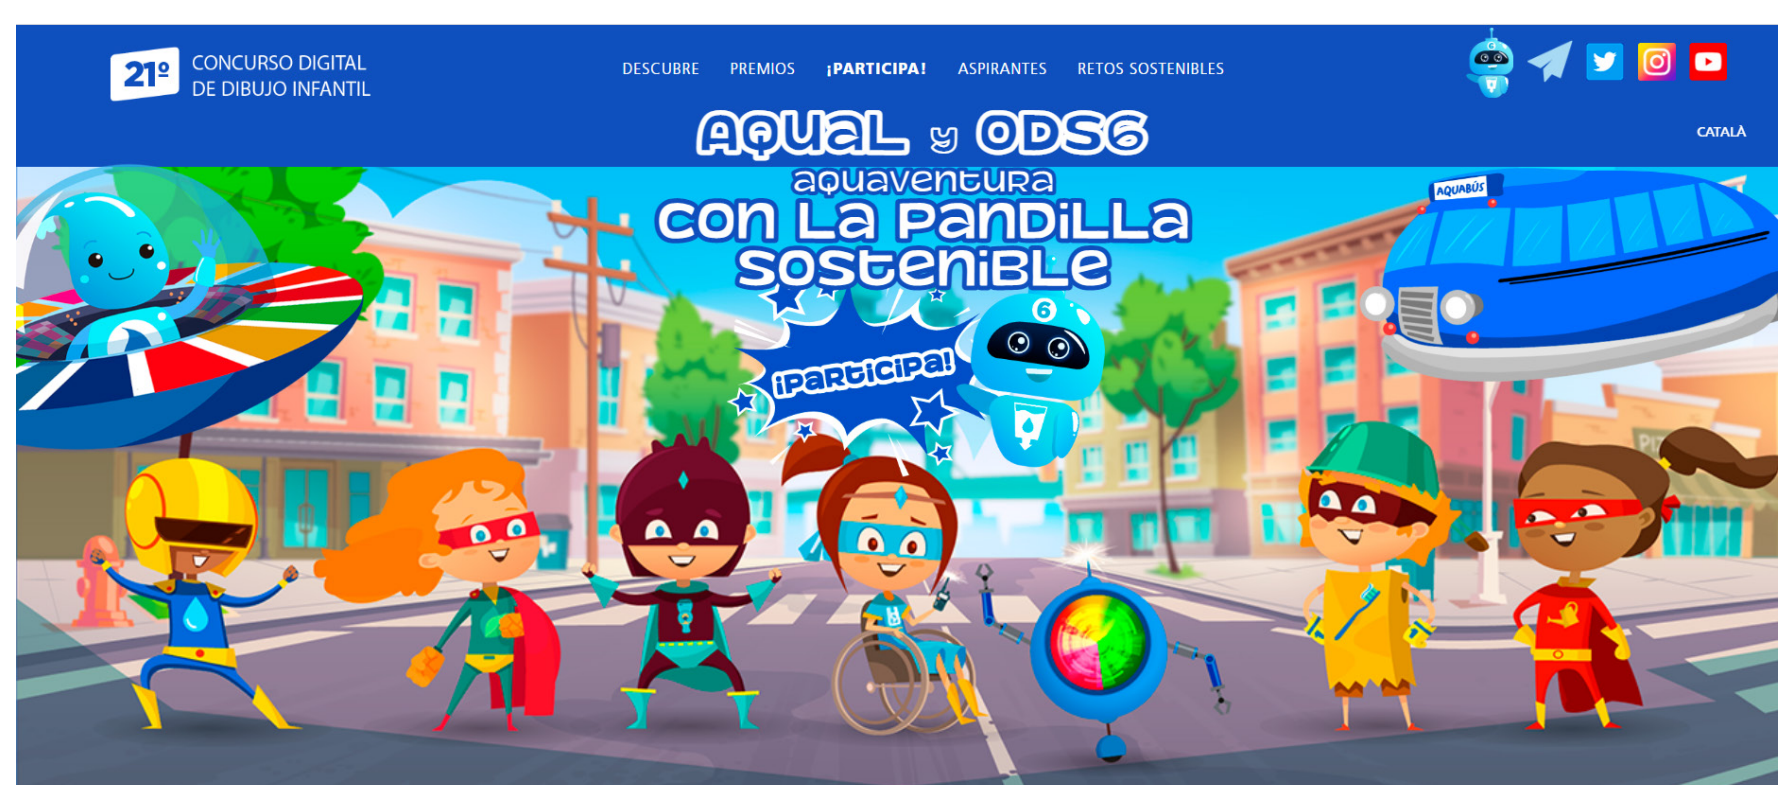 21º
CONCURSO DIGITAL
DE DIBUJO INFANTIL
DESCUBRE PREMIOS ¡PARTICIPA! ASPIRANTES RETOS SOSTENIBLES
CATALÀ
AQUAL y ODS6
aquaventura
con la pandilla
sostenible
AQUABÚS
6
¡Participa!